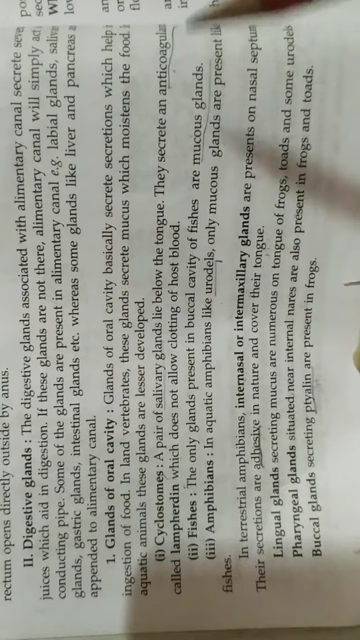 rectum opens directly outside by anus.
II. Digestive glands : The digestive glands associated with alimentary canal secrete
juices which aid in digestion. If these glands are not there, alimentary canal will simply
conducting pipe. Some of the glands are present in alimentary canal e.g. labial glands,
glands, gastric glands, intestinal glands etc. whereas some glands like liver and pancreas
appended to alimentary canal.
1. Glands of oral cavity : Glands of oral cavity basically secrete secretions which help
ingestion of food. In land vertebrates, these glands secrete mucus which moistens the food.
aquatic animals these glands are lesser developed.
(i) Cyclostomes : A pair of salivary glands lie below the tongue. They secrete an
called lampherdin which does not allow clotting of host blood.
(ii) Fishes : The only glands present in buccal cavity of fishes are mucous glands.
(iii) Amphibians : In aquatic amphibians like urodels, only mucous glands are present
fishes.
In terrestrial amphibians, internasal or intermaxillary glands are presents on nasal
Their secretions are adhesive in nature and cover their tongue.
Lingual glands secreting mucus are numerous on tongue of frogs, toads and some
Pharyngeal glands situated near internal nares are also present in frogs and toads.
Buccal glands secreting ptyalin are present in frogs.